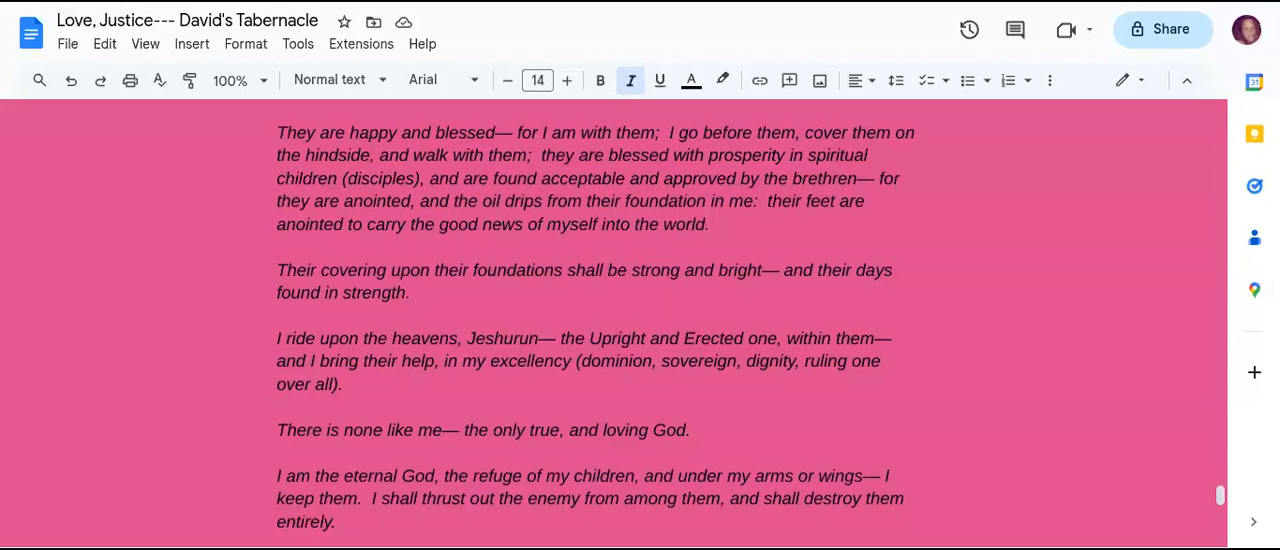 Love, Justice--- David's Tabernacle
File Edit View Insert Format Tools Extensions Help
Share
100% Normal text Arial – 14 + B I U A
31
They are happy and blessed— for I am with them;  I go before them, cover them on
the hindside, and walk with them;  they are blessed with prosperity in spiritual
children (disciples), and are found acceptable and approved by the brethren— for
they are anointed, and the oil drips from their foundation in me:  their feet are
anointed to carry the good news of myself into the world.
Their covering upon their foundations shall be strong and bright— and their days
found in strength.
I ride upon the heavens, Jeshurun— the Upright and Erected one, within them—
and I bring their help, in my excellency (dominion, sovereign, dignity, ruling one
over all).
There is none like me— the only true, and loving God.
I am the eternal God, the refuge of my children, and under my arms or wings— I
keep them.  I shall thrust out the enemy from among them, and shall destroy them
entirely.